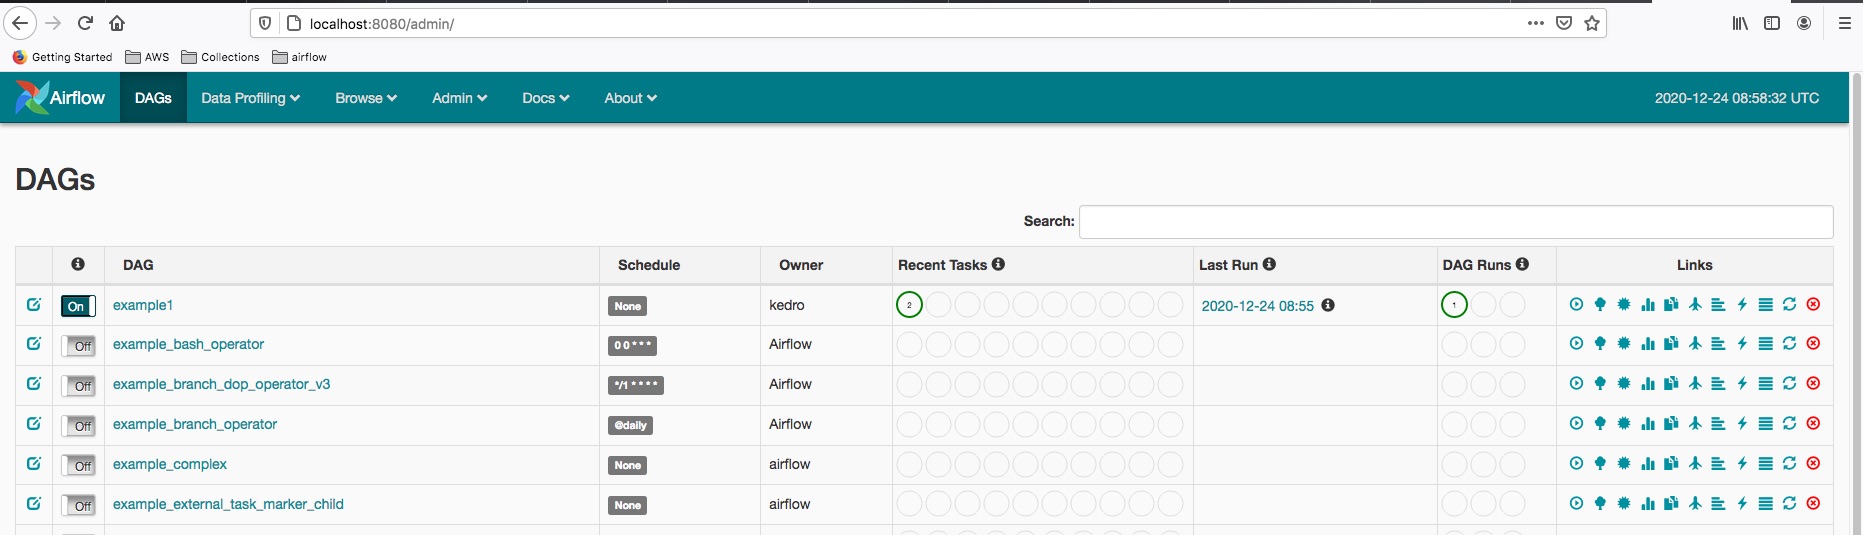 localhost:8080/admin/
Getting Started AWS Collections airflow
Airflow DAGs Data Profiling Browse Admin Docs About 2020-12-24 08:58:32 UTC
DAGs
Search:
DAG Schedule Owner Recent Tasks Last Run DAG Runs Links
On example1 None kedro 2 2020-12-24 08:55 1
Off example_bash_operator 0 0 * * * Airflow
Off example_branch_dop_operator_v3 */1 * * * * Airflow
Off example_branch_operator @daily Airflow
Off example_complex None airflow
Off example_external_task_marker_child None airflow